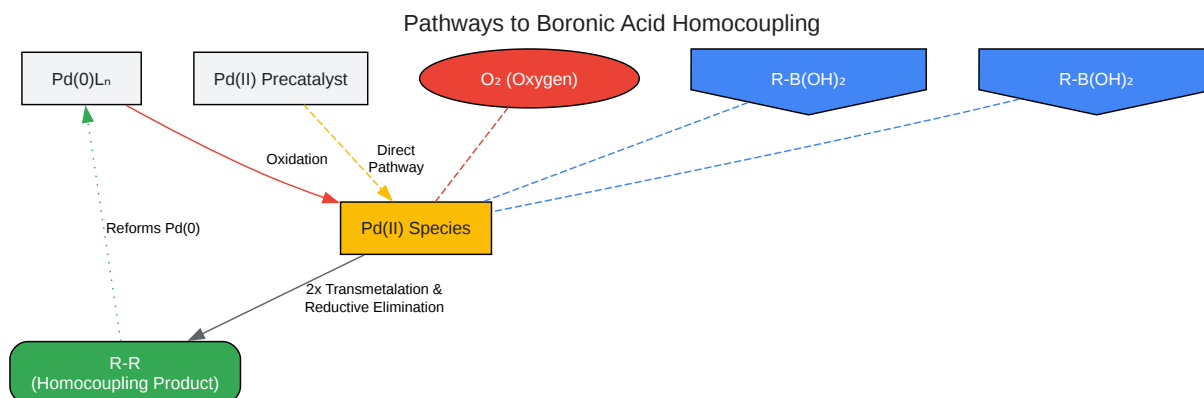 Pathways to Boronic Acid Homocoupling
Pd(0)Lₙ
Pd(II) Precatalyst
O₂ (Oxygen)
R-B(OH)₂
R-B(OH)₂
Oxidation
Direct
Pathway
Pd(II) Species
Reforms Pd(0)
2x Transmetalation &
Reductive Elimination
R-R
(Homocoupling Product)